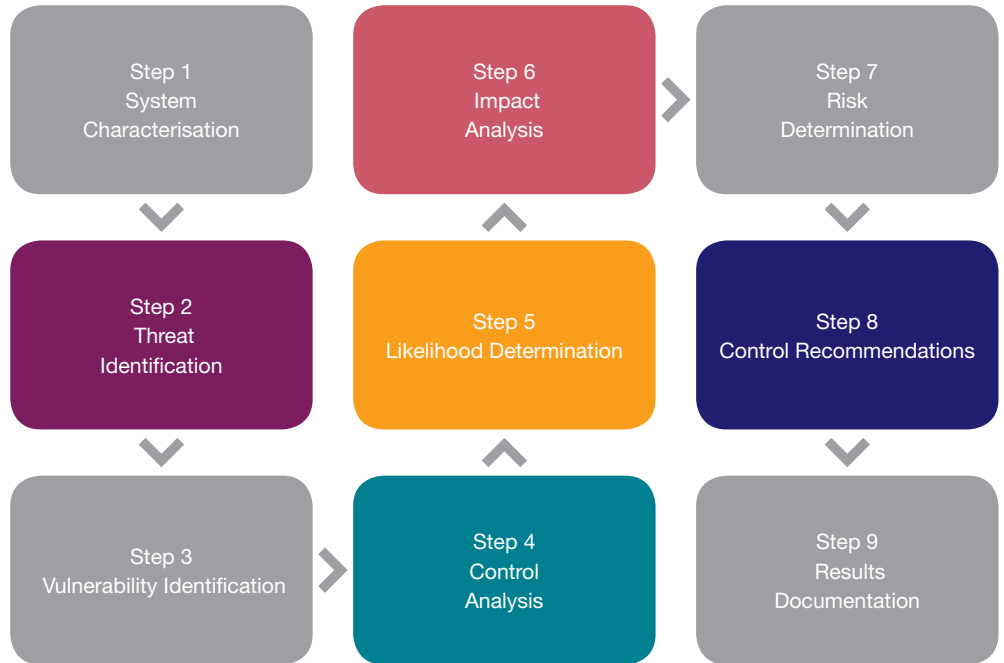 Step 1
System
Characterisation
Step 2
Threat
Identification
Step 3
Vulnerability Identification
Step 4
Control
Analysis
Step 5
Likelihood Determination
Step 6
Impact
Analysis
Step 7
Risk
Determination
Step 8
Control Recommendations
Step 9
Results
Documentation